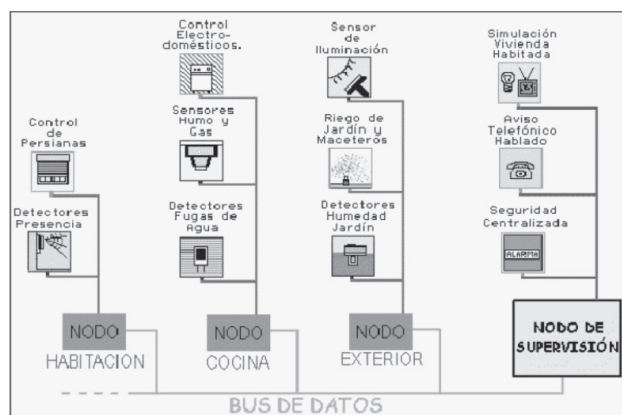 Control
Electro-
domésticos.
Sensor
de
Iluminación
Simulación
Vivienda
Habitada
Control
de
Persianas
Sensores
Humo y
Gas
Riego de
Jardín y
Maceteros
Aviso
Telefónico
Hablado
Detectores
Presencia
Detectores
Fugas de
Agua
Detectores
Humedad
Jardín
Seguridad
Centralizada
ALARMA
NODO
HABITACION
NODO
COCINA
NODO
EXTERIOR
NODO DE
SUPERVISIÓN
BUS DE DATOS